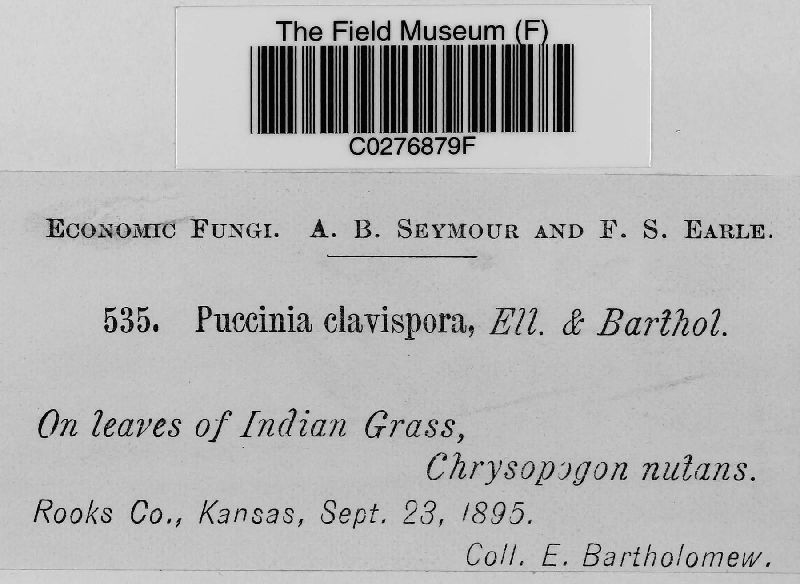 The Field Museum (F)
C0276879F
Economic Fungi. A. B. Seymour and F. S. Earle.
535. Puccinia clavispora, Ell. & Barthol.
On leaves of Indian Grass,
Chrysopogon nutans.
Rooks Co., Kansas, Sept. 23, 1895.
Coll. E. Bartholomew.